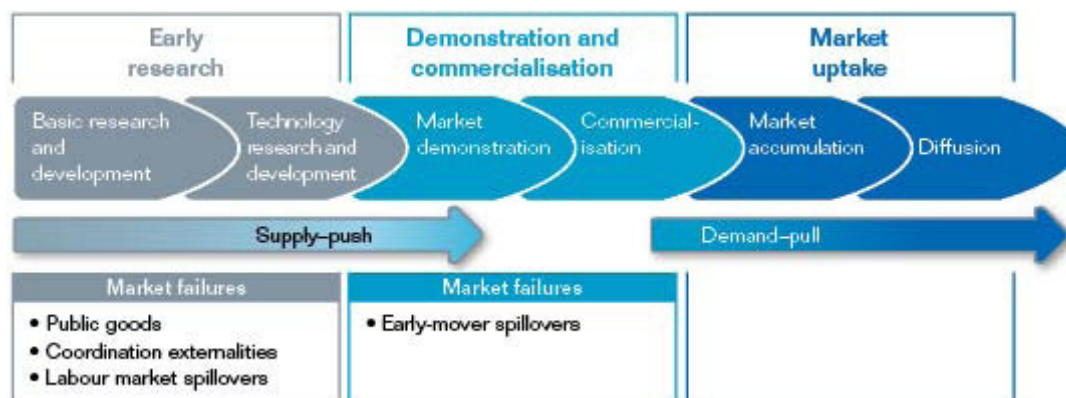 Early
research
Demonstration and
commercialisation
Market
uptake
Basic research
and
development
Technology
research and
development
Market
demonstration
Commercial-
isation
Market
accumulation
Diffusion
Supply–push
Demand–pull
Market failures
• Public goods
• Coordination externalities
• Labour market spillovers
Market failures
• Early-mover spillovers